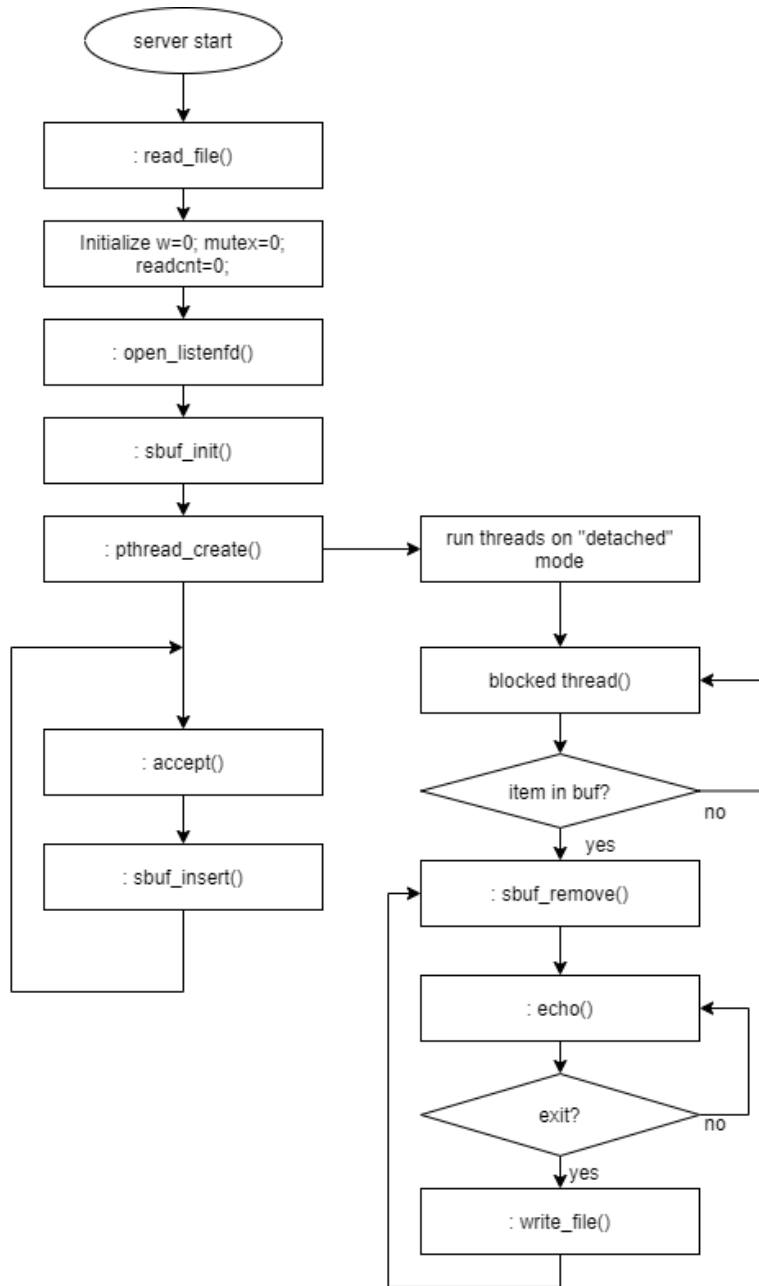 server start
: read_file()
Initialize w=0; mutex=0;
readcnt=0;
: open_listenfd()
: sbuf_init()
: pthread_create()
run threads on "detached"
mode
blocked thread()
: accept()
item in buf?
no
yes
: sbuf_insert()
: sbuf_remove()
: echo()
exit?
no
yes
: write_file()